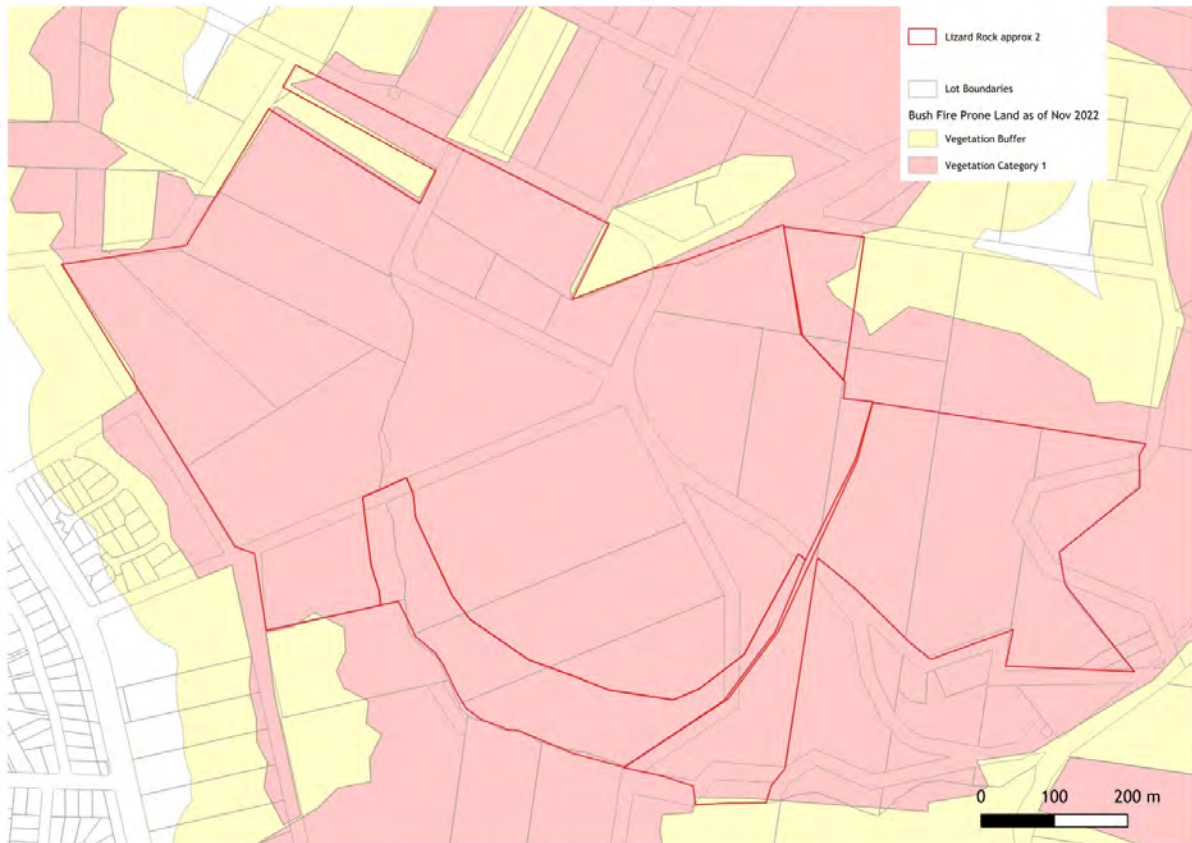 Lizard Rock approx 2
Lot Boundaries
Bush Fire Prone Land as of Nov 2022
Vegetation Buffer
Vegetation Category 1
0 100 200 m